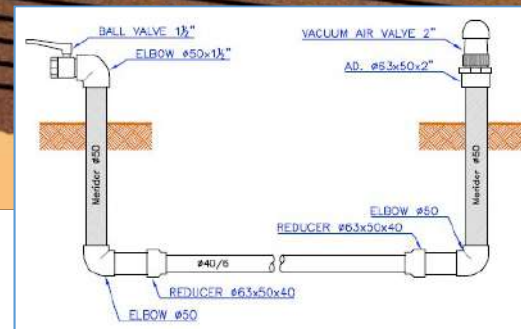 BALL VALVE 1½"
VACUUM AIR VALVE 2"
ELBOW ø50x1½"
AD. ø63x50x2"
Merider ø50
Merider ø50
ELBOW ø50
REDUCER ø63x50x40
ø40/6
REDUCER ø63x50x40
ELBOW ø50